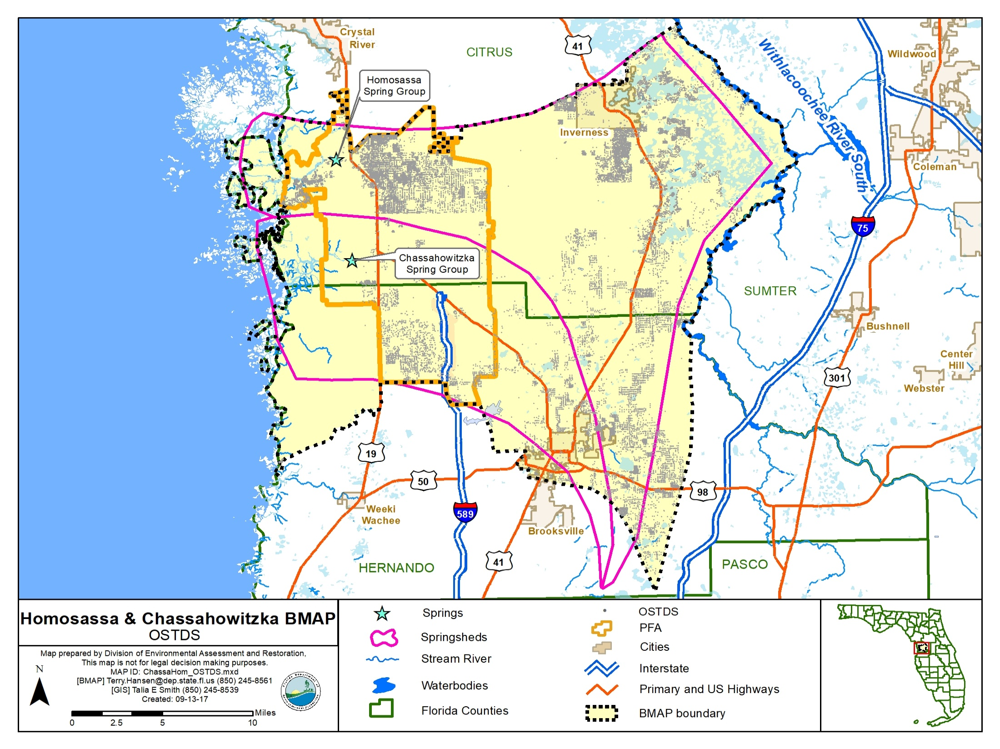 Crystal
River
CITRUS
41
Wildwood
Withlacoochee River South
Homosassa
Spring Group
Inverness
Coleman
75
Chassahowitzka
Spring Group
SUMTER
Bushnell
Center
Hill
301
Webster
19
50
98
589
Weeki
Wachee
Brooksville
41
HERNANDO
PASCO
Homosassa & Chassahowitzka BMAP
OSTDS
Map prepared by Division of Environmental Assessment and Restoration,
This map is not for legal decision making purposes.
MAP ID: ChassaHom_OSTDS.mxd
[BMAP] Terry.Hansen@dep.state.fl.us (850) 245-8561
[GIS] Talia E Smith (850) 245-8539
Created: 09-13-17
N
Florida Department of
Environmental Protection
Miles
0 2.5 5 10
Springs
Springsheds
Stream River
Waterbodies
Florida Counties
OSTDS
PFA
Cities
Interstate
Primary and US Highways
BMAP boundary